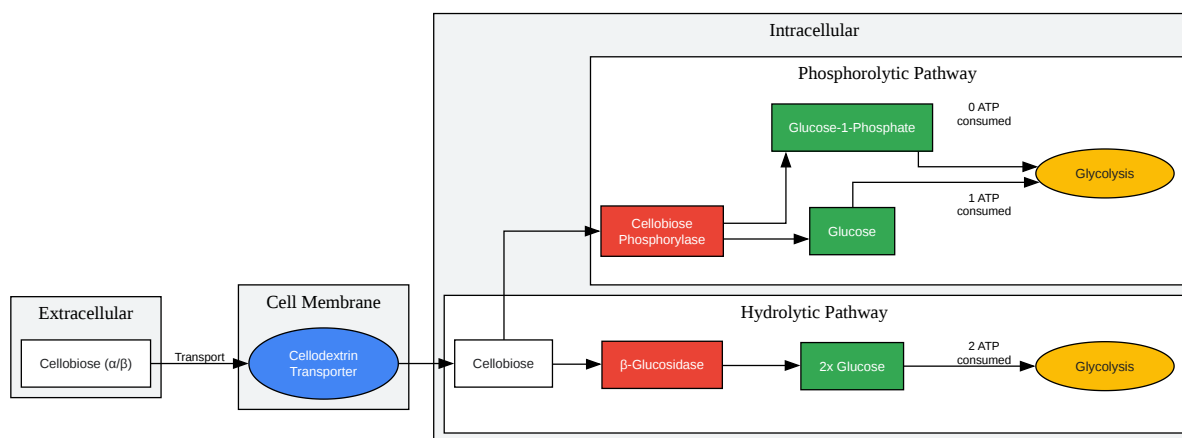 Intracellular
Phosphorolytic Pathway
Glucose-1-Phosphate
0 ATP
consumed
Glycolysis
1 ATP
consumed
Cellobiose
Phosphorylase
Glucose
Extracellular
Cellobiose (α/β)
Transport
Cell Membrane
Cellodextrin
Transporter
Hydrolytic Pathway
Cellobiose
β-Glucosidase
2x Glucose
2 ATP
consumed
Glycolysis